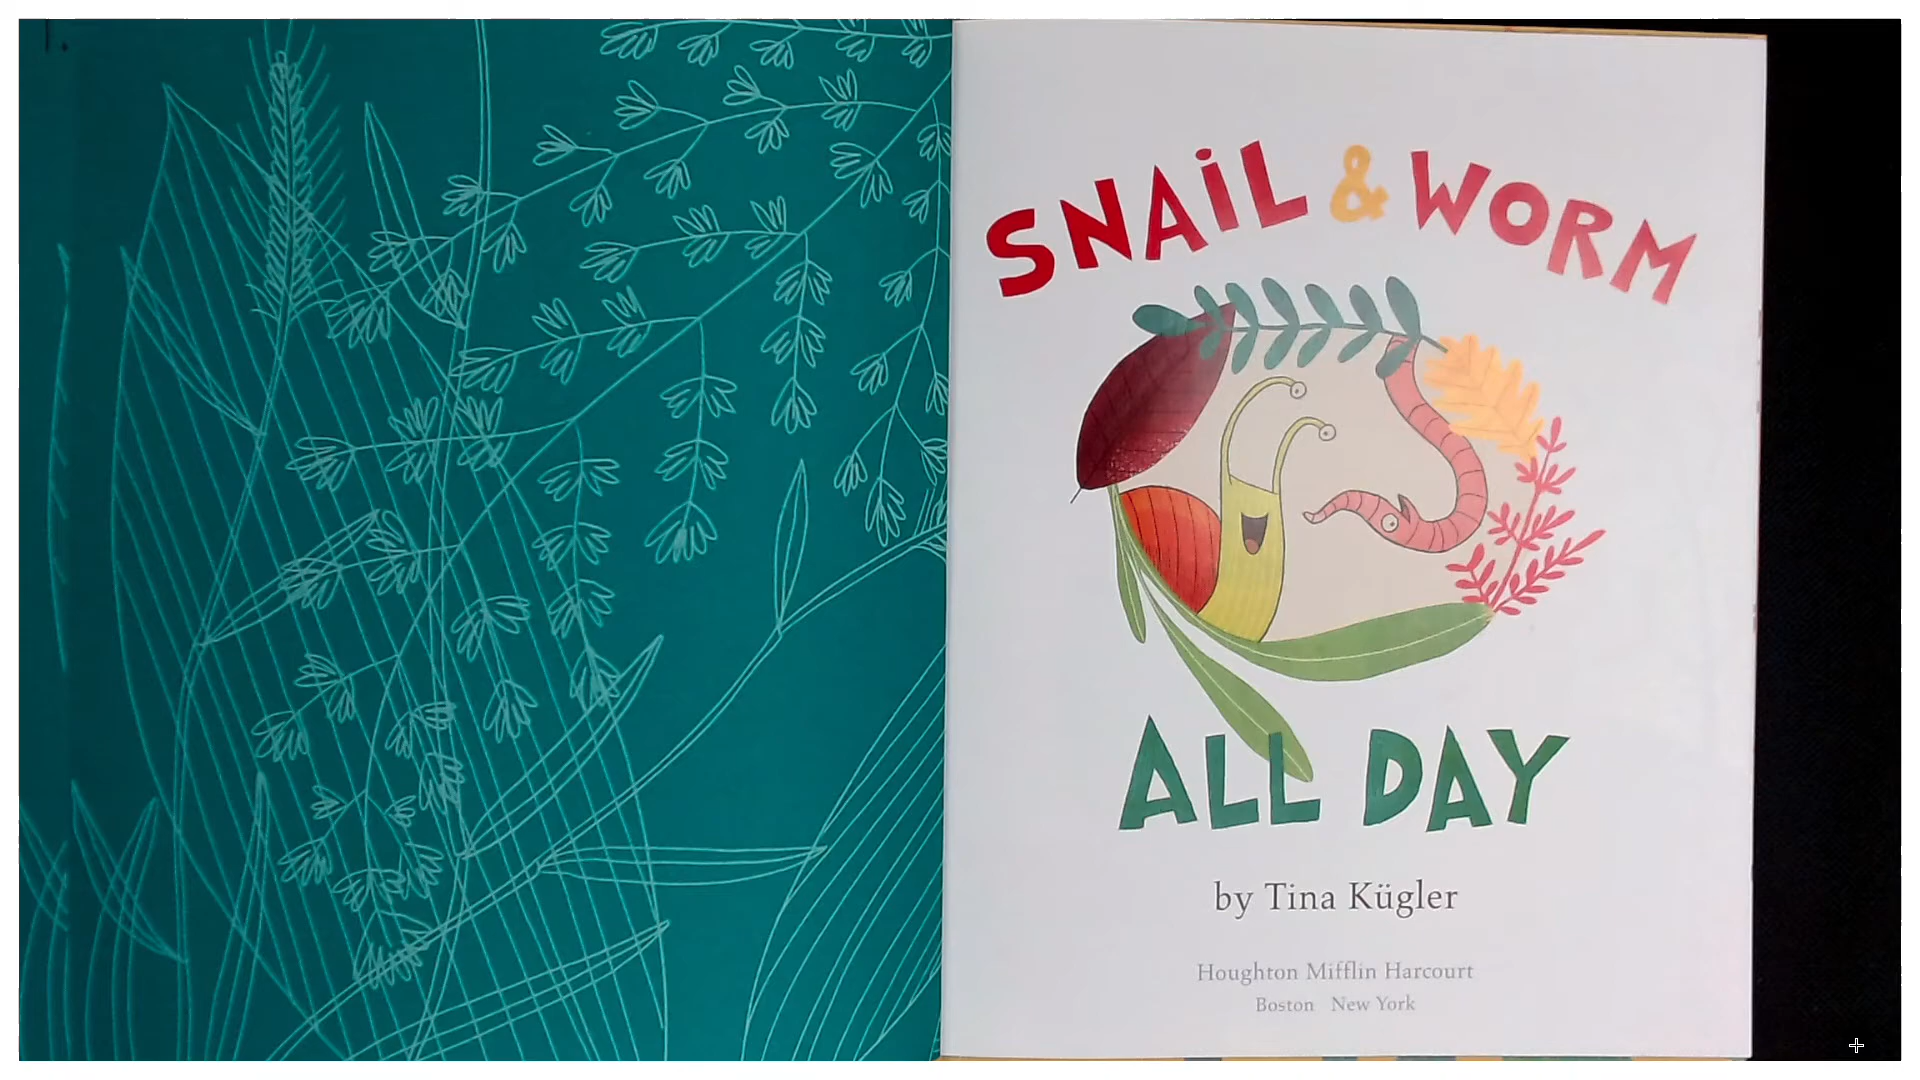 SNAIL & WORM
ALL DAY
by Tina Kügler
Houghton Mifflin Harcourt
Boston New York